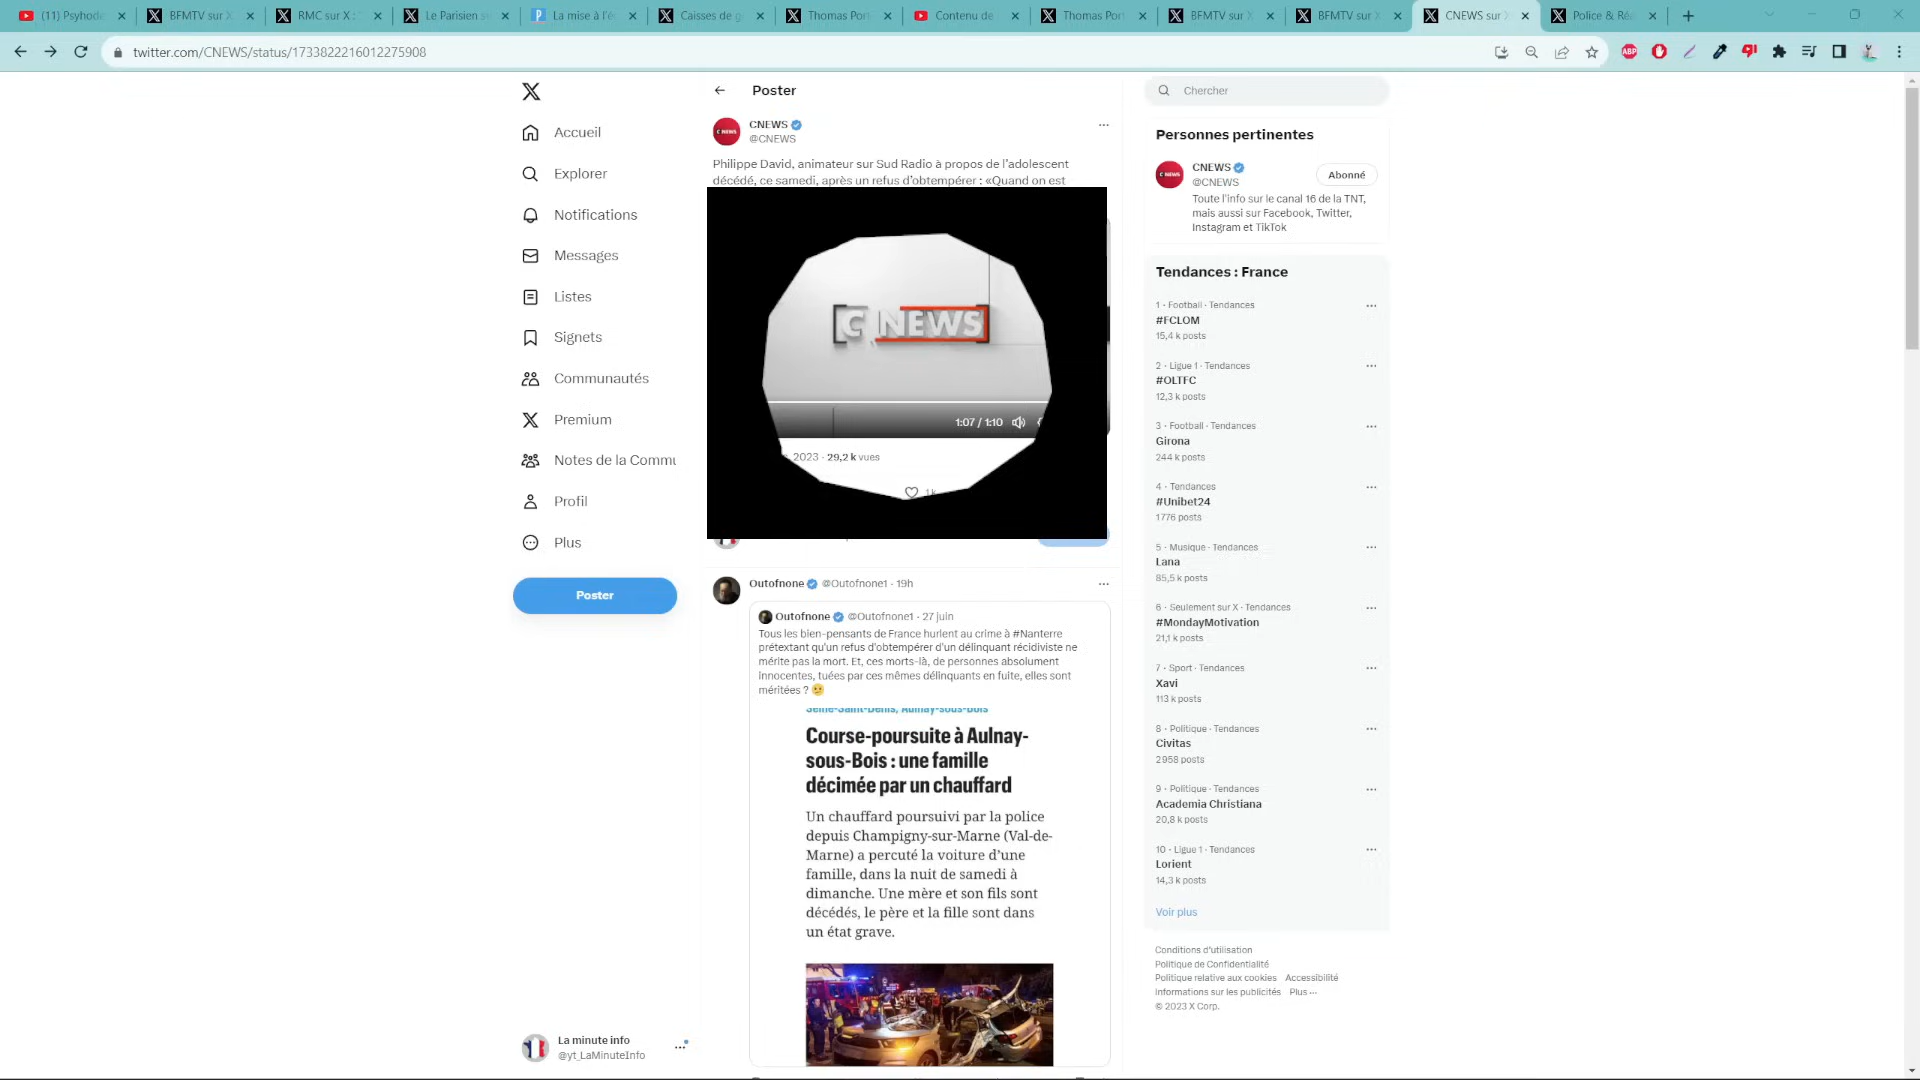 (11) Psyhod
BFMTV sur X
RMC sur X :
Le Parisien s
La mise à l'é
Caisses de g
Thomas Por
Contenu de
Thomas Port
BFMTV sur X
BFMTV sur X
CNEWS sur
Police & Ré
twitter.com/CNEWS/status/1733822216012275908
ABP
Accueil
Explorer
Notifications
Messages
Listes
Signets
Communautés
Premium
Notes de la Commu
Profil
Plus
Poster
La minute info
@yt_LaMinuteInfo
Poster
CNEWS
@CNEWS
Philippe David, animateur sur Sud Radio à propos de l'adolescent
décédé, ce samedi, après un refus d'obtempérer : «Quand on est
CNEWS
1:07 / 1:10
2023 · 29,2 k vues
1k
Outofnone @Outofnone1 · 19h
Outofnone @Outofnone1 · 27 juin
Tous les bien-pensants de France hurlent au crime à #Nanterre
prétextant qu'un refus d'obtempérer d'un délinquant récidiviste ne
mérite pas la mort. Et, ces morts-là, de personnes absolument
innocentes, tuées par ces mêmes délinquants en fuite, elles sont
méritées ? 🤨
Seine-Saint-Denis, Aulnay-sous-Bois
Course-poursuite à Aulnay-
sous-Bois : une famille
décimée par un chauffard
Un chauffard poursuivi par la police
depuis Champigny-sur-Marne (Val-de-
Marne) a percuté la voiture d'une
famille, dans la nuit de samedi à
dimanche. Une mère et son fils sont
décédés, le père et la fille sont dans
un état grave.
Chercher
Personnes pertinentes
CNEWS
@CNEWS
Abonné
Toute l'info sur le canal 16 de la TNT,
mais aussi sur Facebook, Twitter,
Instagram et TikTok
Tendances : France
1 · Football · Tendances
#FCLOM
15,4 k posts
2 · Ligue 1 · Tendances
#OLTFC
12,3 k posts
3 · Football · Tendances
Girona
244 k posts
4 · Tendances
#Unibet24
1 776 posts
5 · Musique · Tendances
Lana
85,5 k posts
6 · Seulement sur X · Tendances
#MondayMotivation
21,1 k posts
7 · Sport · Tendances
Xavi
113 k posts
8 · Politique · Tendances
Civitas
2 958 posts
9 · Politique · Tendances
Academia Christiana
20,8 k posts
10 · Ligue 1 · Tendances
Lorient
14,3 k posts
Voir plus
Conditions d'utilisation
Politique de Confidentialité
Politique relative aux cookies Accessibilité
Informations sur les publicités Plus ···
© 2023 X Corp.